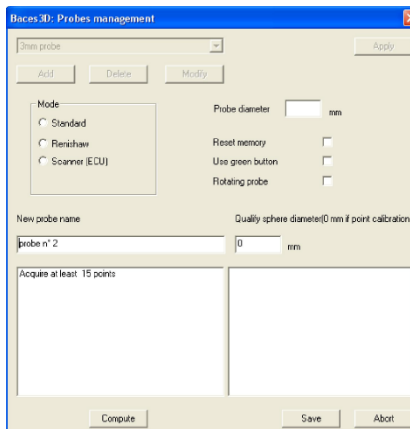 Baces3D: Probes management
3mm probe
Apply
Add Delete Modify
Mode
Standard
Renishaw
Scanner (ECU)
Probe diameter mm
Reset memory
Use green button
Rotating probe
New probe name
Qualify sphere diameter(0 mm if point calibration
probe n° 2
0 mm
Acquire at least 15 points
Compute Save Abort